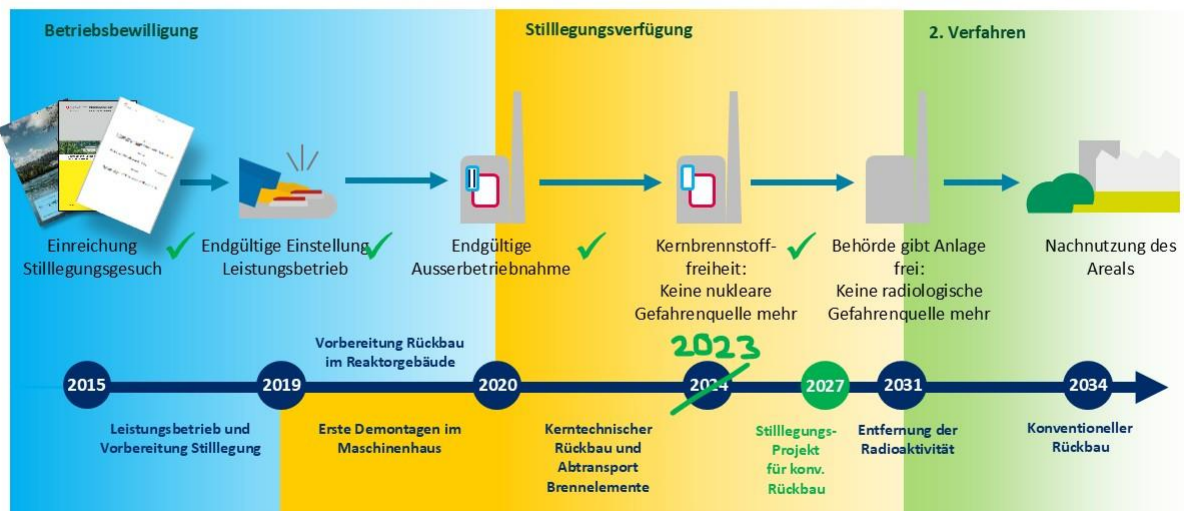 Betriebsbewilligung
Stilllegungsverfügung
2. Verfahren
Einreichung
Stilllegungsgesuch
Endgültige Einstellung
Leistungsbetrieb
Endgültige
Ausserbetriebnahme
Kernbrennstoff-
freiheit:
Keine nukleare
Gefahrenquelle mehr
Behörde gibt Anlage
frei:
Keine radiologische
Gefahrenquelle mehr
Nachnutzung des
Areals
Vorbereitung Rückbau
im Reaktorgebäude
2023
2015
2019
2020
2024
2027
2031
2034
Leistungsbetrieb und
Vorbereitung Stilllegung
Erste Demontagen im
Maschinenhaus
Kerntechnischer
Rückbau und
Abtransport
Brennelemente
Stilllegungs-
Projekt
für konv.
Rückbau
Entfernung der
Radioaktivität
Konventioneller
Rückbau